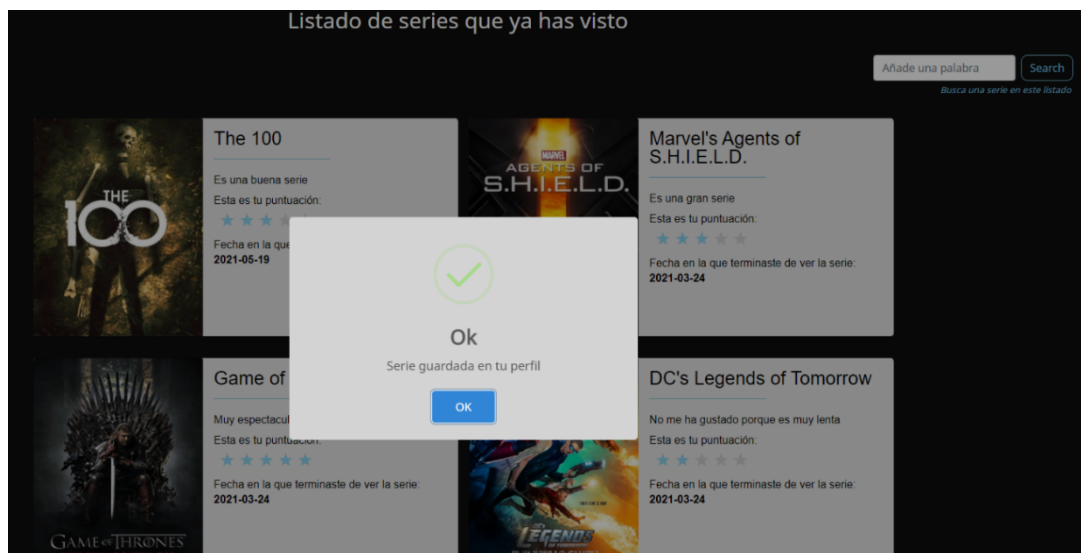 Listado de series que ya has visto
Añade una palabra
Search
Busca una serie en este listado
THE
100
The 100
Es una buena serie
Esta es tu puntuación:
Fecha en la que
2021-05-19
MARVEL
AGENTS OF
S.H.I.E.L.D.
Marvel's Agents of
S.H.I.E.L.D.
Es una gran serie
Esta es tu puntuación:
Fecha en la que terminaste de ver la serie:
2021-03-24
Ok
Serie guardada en tu perfil
OK
GAME OF THRONES
Game of
Muy espectacul
Esta es tu puntuación:
Fecha en la que terminaste de ver la serie:
2021-03-24
LEGENDS
DC's Legends of Tomorrow
No me ha gustado porque es muy lenta
Esta es tu puntuación:
Fecha en la que terminaste de ver la serie:
2021-03-24